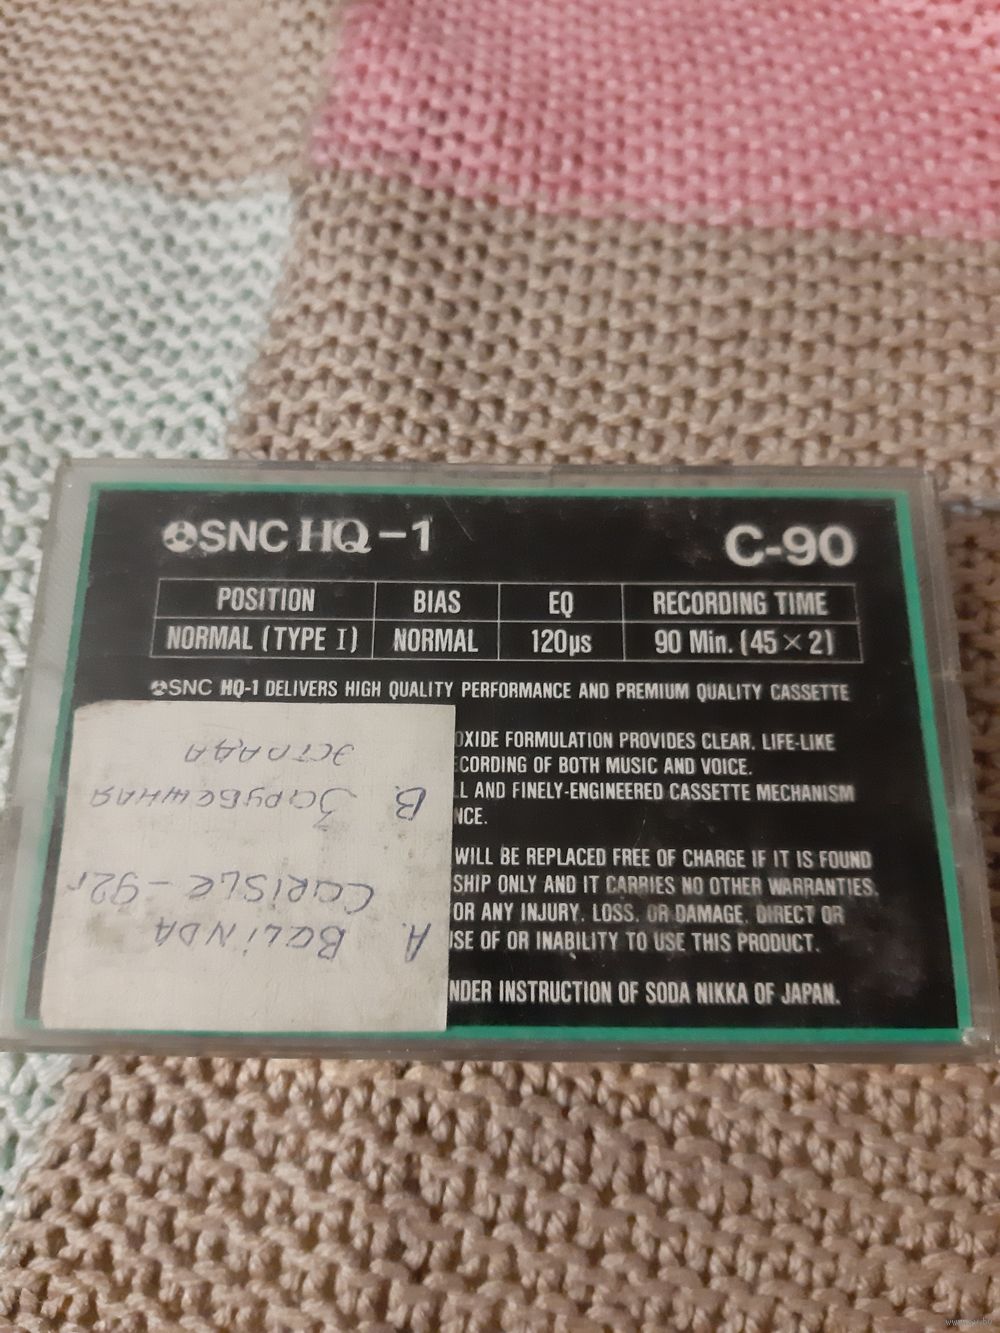 SNC HQ-1 C-90
POSITION BIAS EQ RECORDING TIME
NORMAL (TYPE I) NORMAL 120µs 90 Min. (45 × 2)
SNC HQ-1 DELIVERS HIGH QUALITY PERFORMANCE AND PREMIUM QUALITY CASSETTE
OXIDE FORMULATION PROVIDES CLEAR, LIFE-LIKE
CORDING OF BOTH MUSIC AND VOICE.
L AND FINELY-ENGINEERED CASSETTE MECHANISM
NCE.
WILL BE REPLACED FREE OF CHARGE IF IT IS FOUND
SHIP ONLY AND IT CARRIES NO OTHER WARRANTIES.
OR ANY INJURY, LOSS, OR DAMAGE, DIRECT OR
USE OF OR INABILITY TO USE THIS PRODUCT.
NDER INSTRUCTION OF SODA NIKKA OF JAPAN.
A. BeLiNDA
CaRiSLe - 92г
B. Зарубежная
эстрада